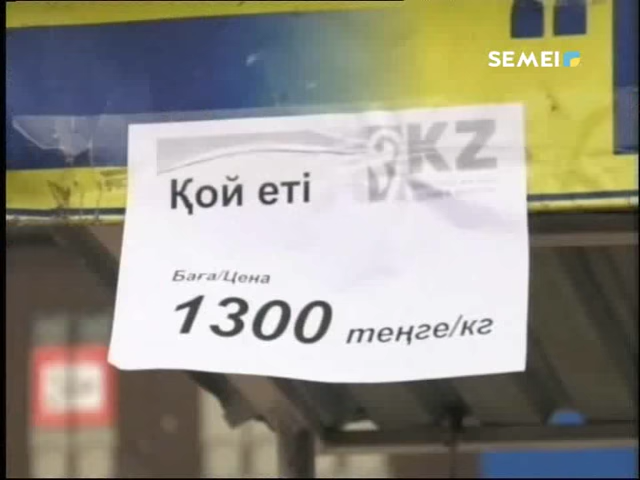 SEMEI
KZ
Қой еті
Баға/Цена
1300 теңге/кг